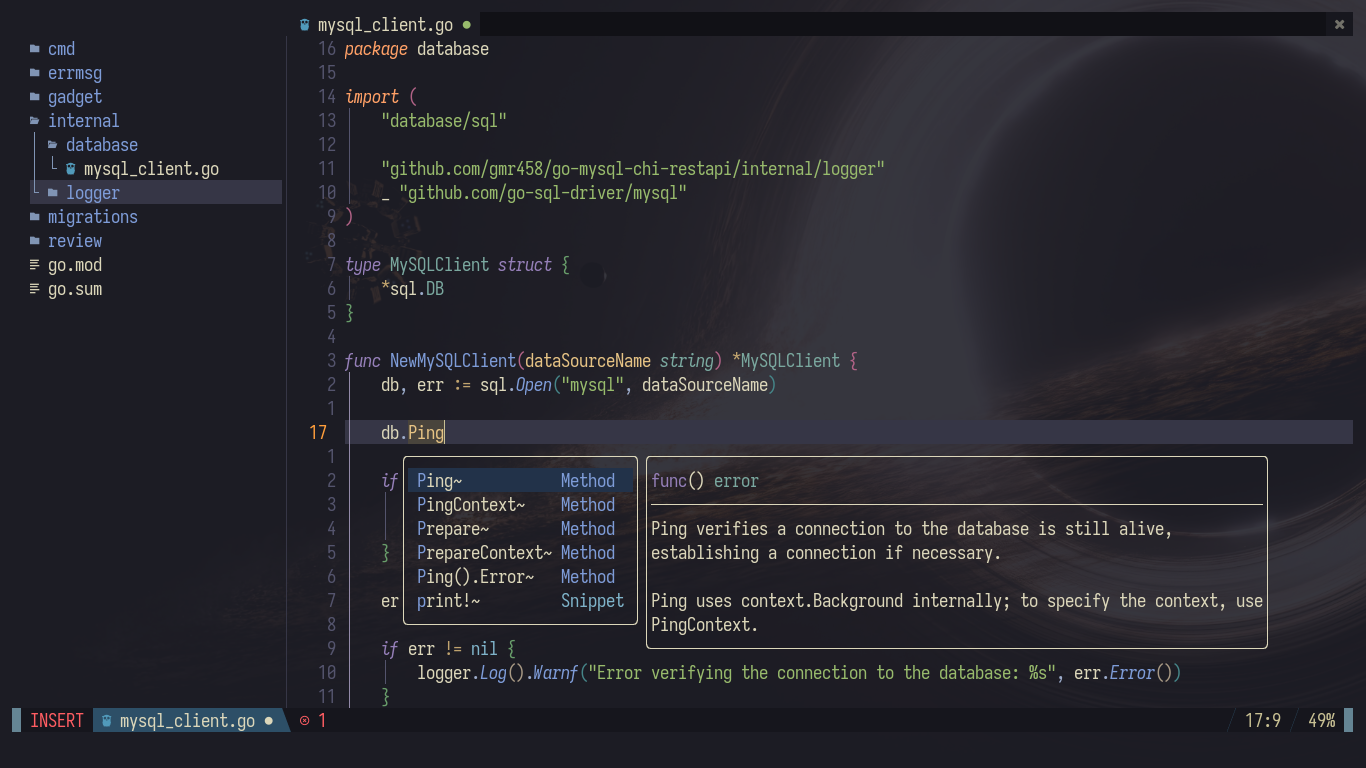 mysql_client.go ● ✖
cmd
errmsg
gadget
internal
database
mysql_client.go
logger
migrations
review
go.mod
go.sum
16 package database
15
14 import (
13 "database/sql"
12
11 "github.com/gmr458/go-mysql-chi-restapi/internal/logger"
10 _ "github.com/go-sql-driver/mysql"
9 )
8
7 type MySQLClient struct {
6 *sql.DB
5 }
4
3 func NewMySQLClient(dataSourceName string) *MySQLClient {
2 db, err := sql.Open("mysql", dataSourceName)
1
17 db.Ping
1
2 if
3
4
5 }
6
7 er
8
9 if err != nil {
10 logger.Log().Warnf("Error verifying the connection to the database: %s", err.Error())
11 }
Ping~ Method
PingContext~ Method
Prepare~ Method
PrepareContext~ Method
Ping().Error~ Method
print!~ Snippet
func() error
Ping verifies a connection to the database is still alive,
establishing a connection if necessary.
Ping uses context.Background internally; to specify the context, use
PingContext.
INSERT mysql_client.go ● ⊗ 1 17:9 49%